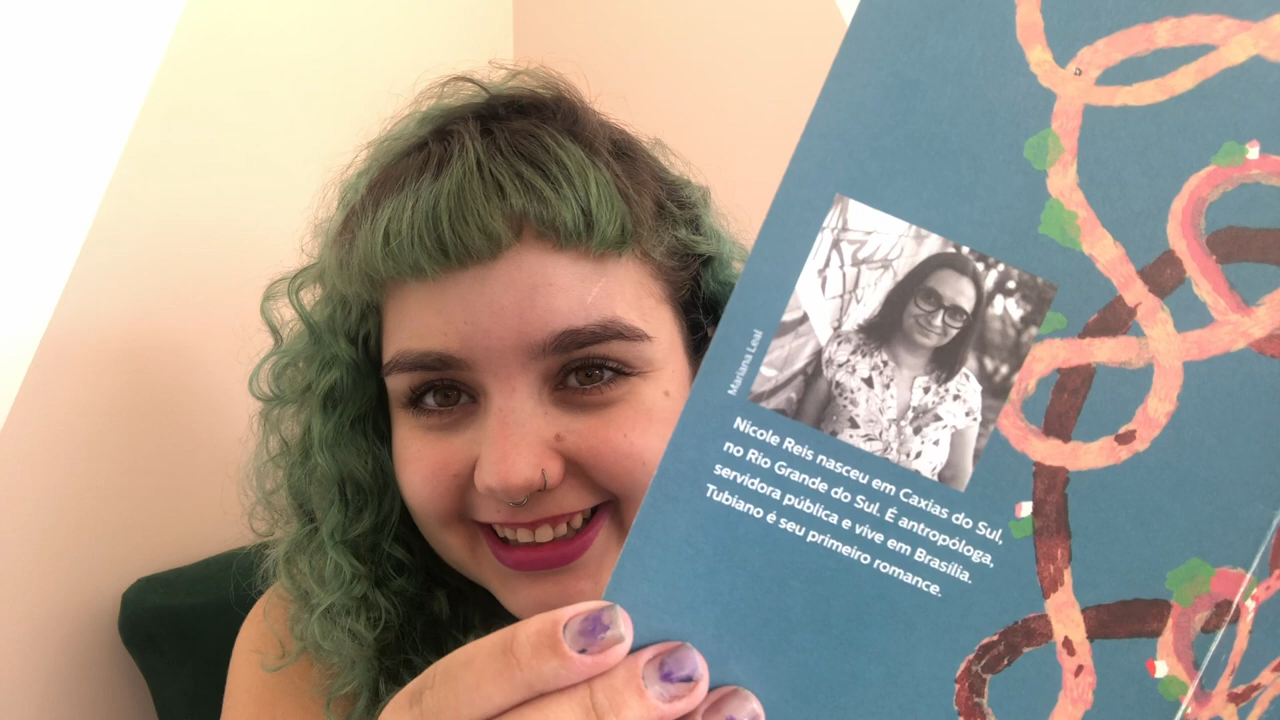 Mariana Leal
Nicole Reis nasceu em Caxias do Sul,
no Rio Grande do Sul. É antropóloga,
servidora pública e vive em Brasília.
Tubiano é seu primeiro romance.